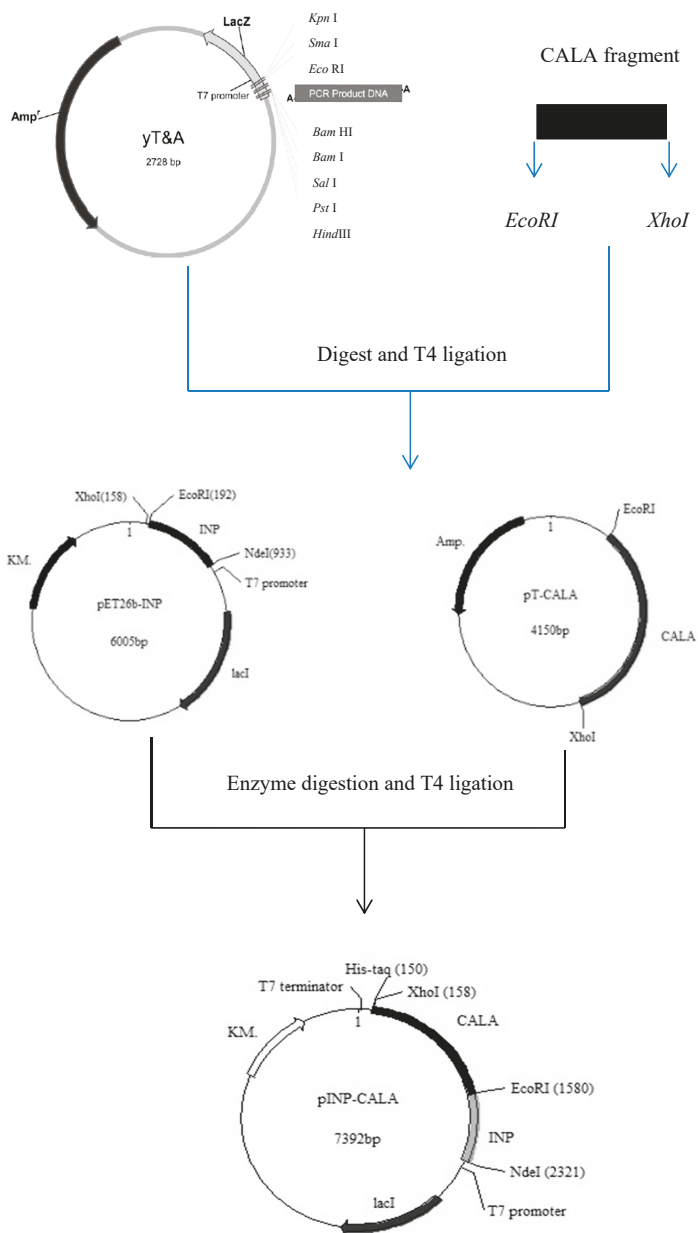 LacZ
T7 promoter
Amp^r
yT&A
2728 bp
Kpn I
Sma I
Eco RI
A
PCR Product DNA
A
Bam HI
Bam I
Sal I
Pst I
HindIII
CALA fragment
EcoRI
XhoI
Digest and T4 ligation
XhoI(158)
EcoRI(192)
1
INP
NdeI(933)
T7 promoter
KM.
pET26b-INP
6005bp
lacI
EcoRI
1
Amp.
pT-CALA
4150bp
CALA
XhoI
Enzyme digestion and T4 ligation
His-taq (150)
T7 terminator
XhoI (158)
1
CALA
KM.
EcoRI (1580)
pINP-CALA
7392bp
INP
NdeI (2321)
lacI
T7 promoter